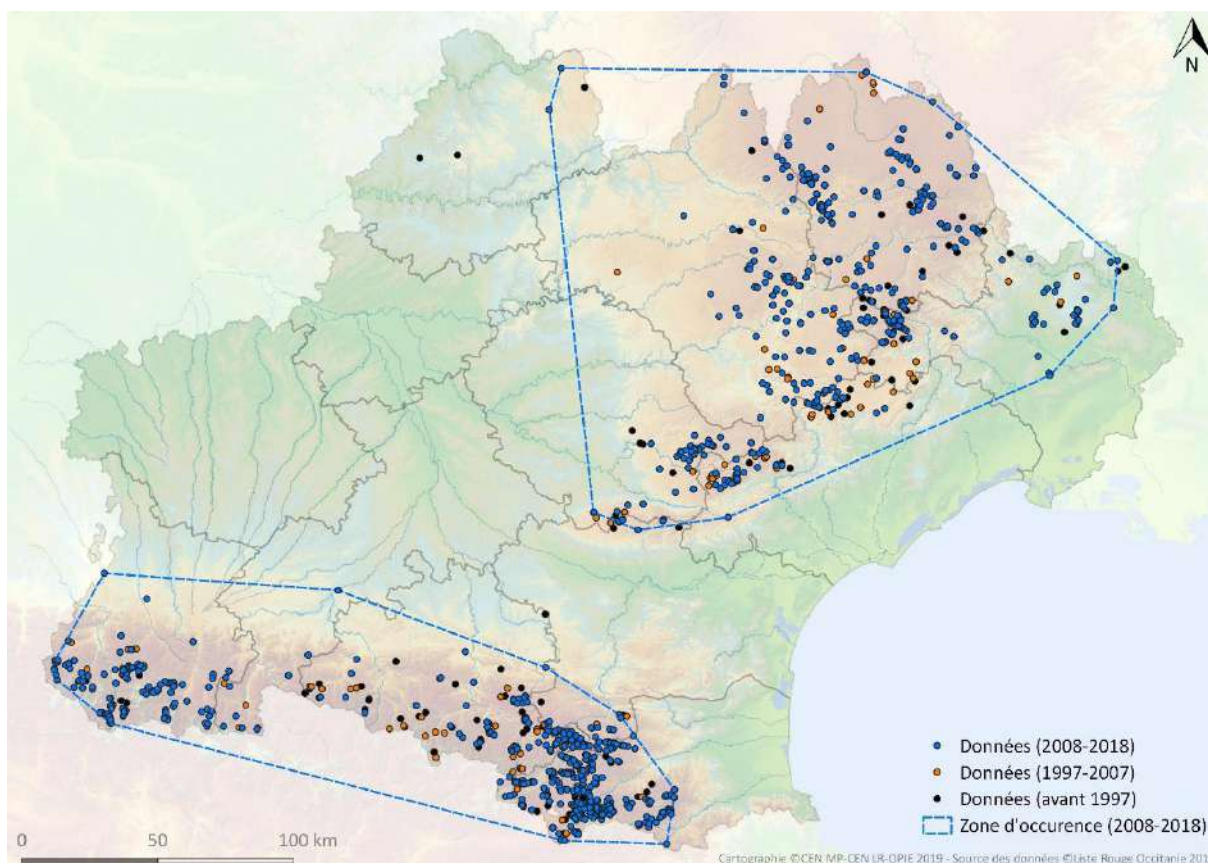 N
Données (2008-2018)
Données (1997-2007)
Données (avant 1997)
Zone d'occurence (2008-2018)
0 50 100 km
Cartographie ©CEN MP-CEN LR-OPIE 2019 - Source des données ©Liste Rouge Occitanie 201